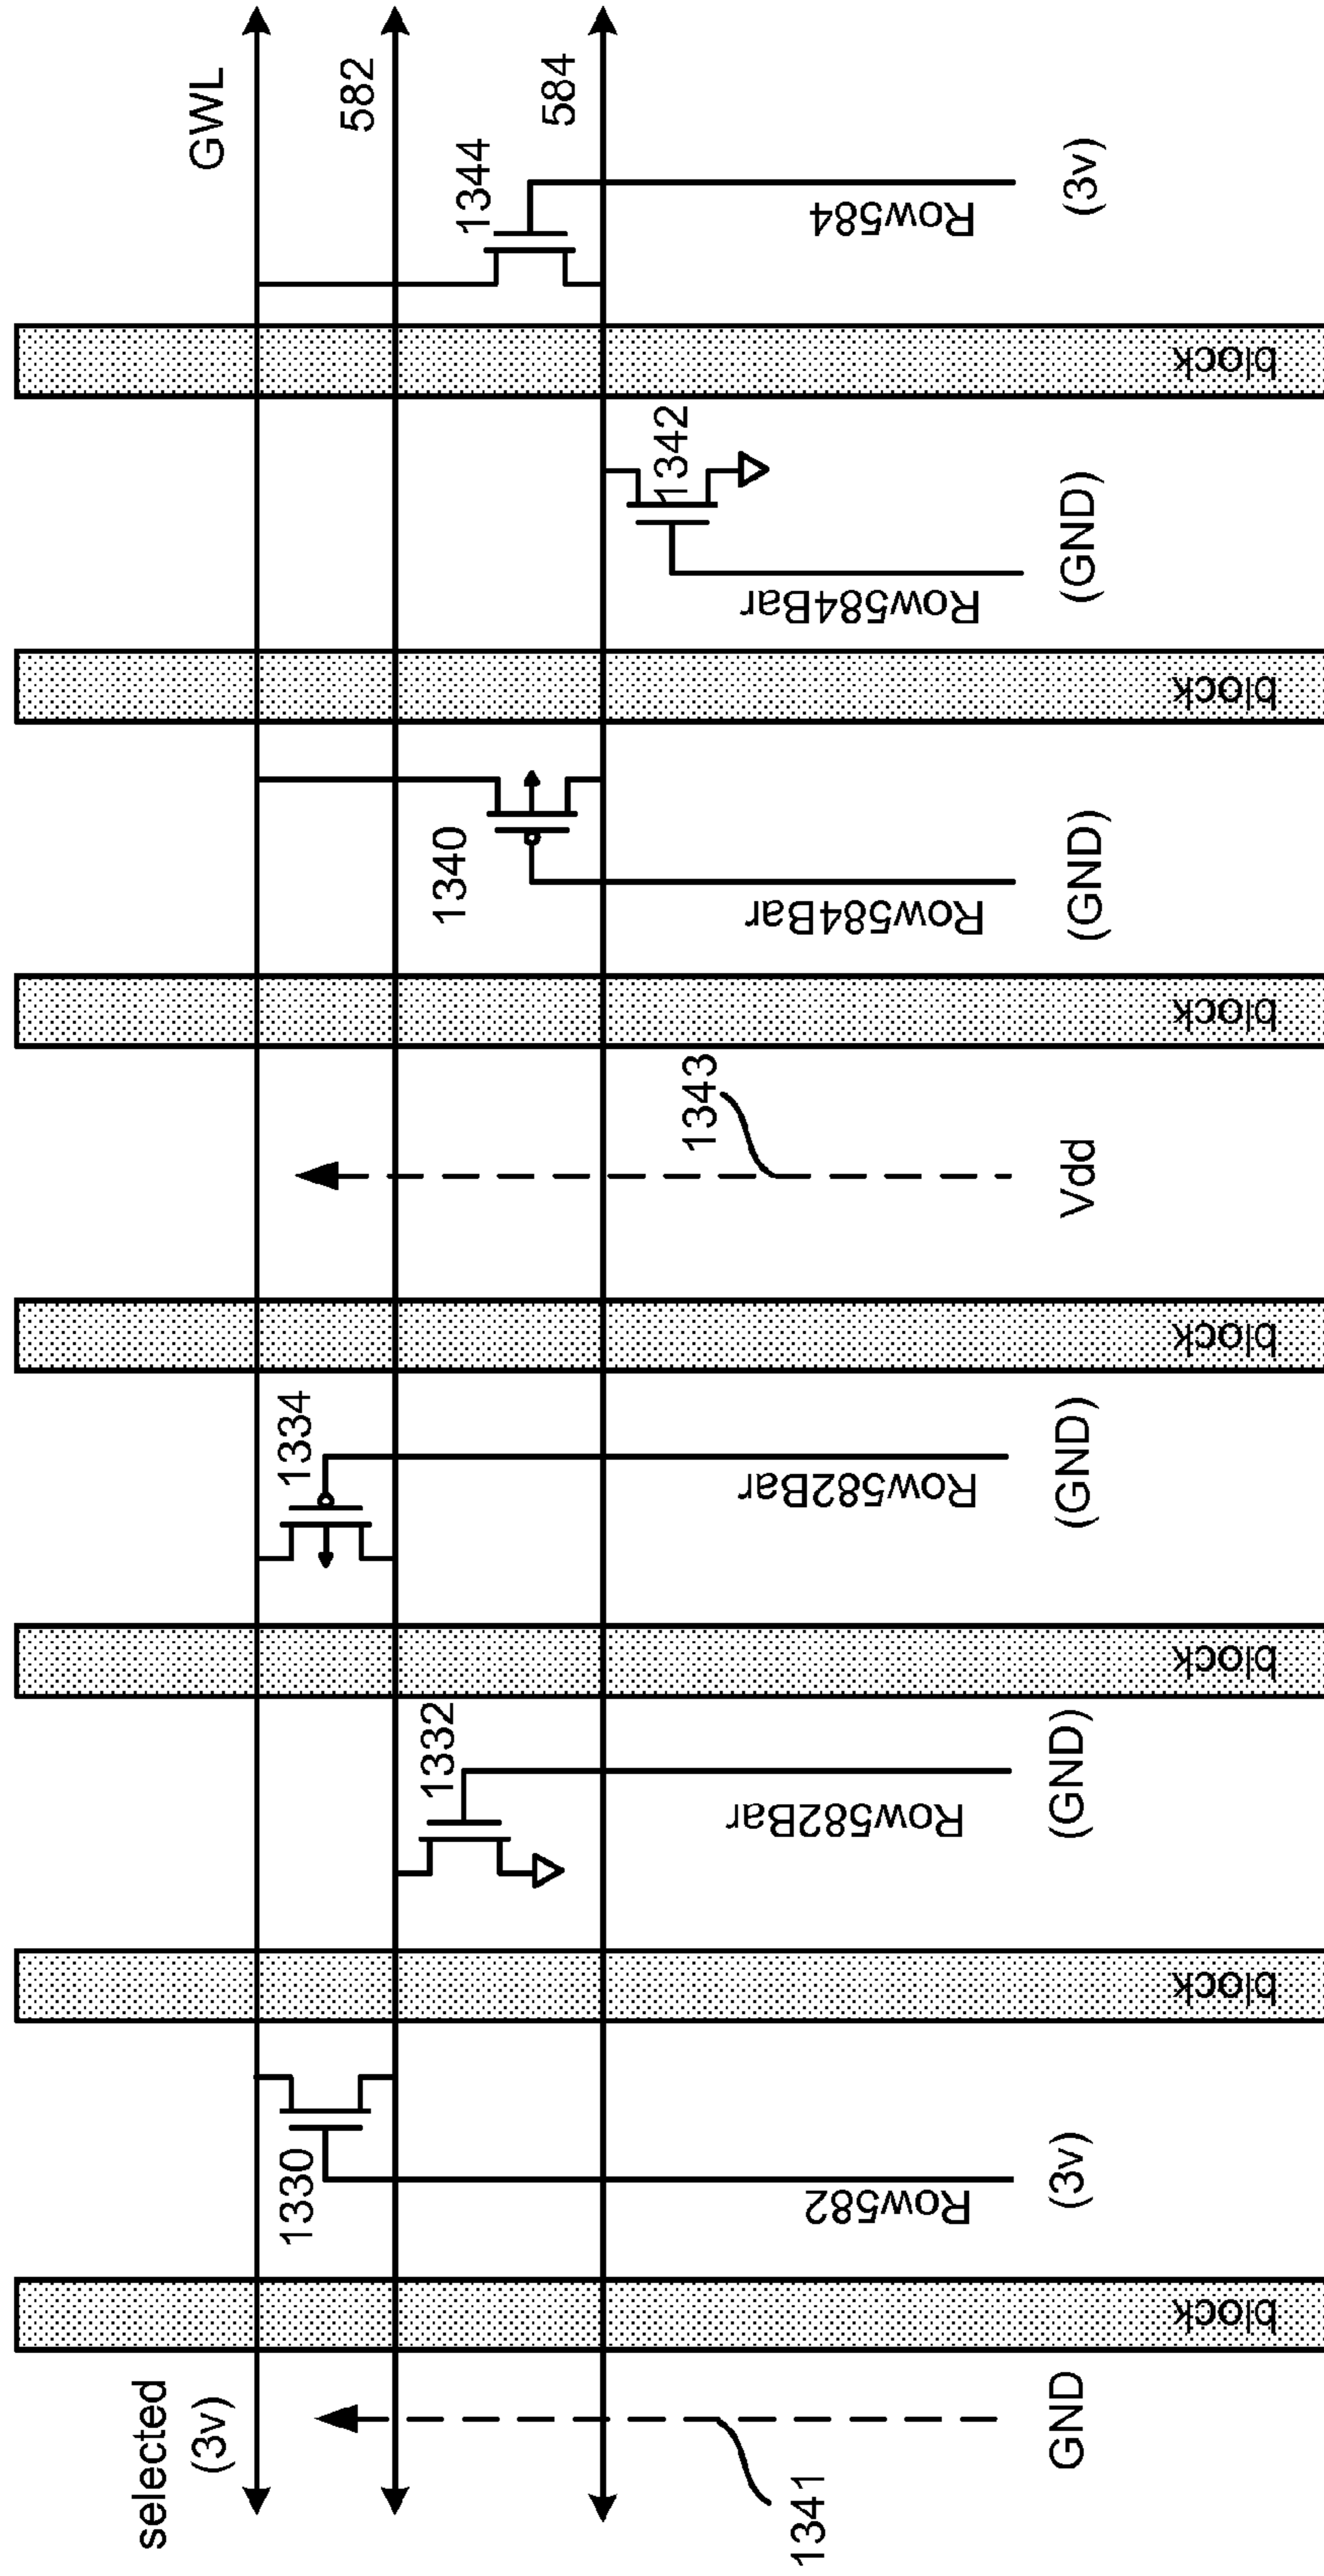 selected
(3v)
GWL
1330
1334
582
1332
1340
1344
584
1342
1343
1341
Row582
Row582Bar
Row582Bar
Row584Bar
Row584Bar
Row584
GND
(3v)
(GND)
(GND)
Vdd
(GND)
(GND)
(3v)
block
block
block
block
block
block
block